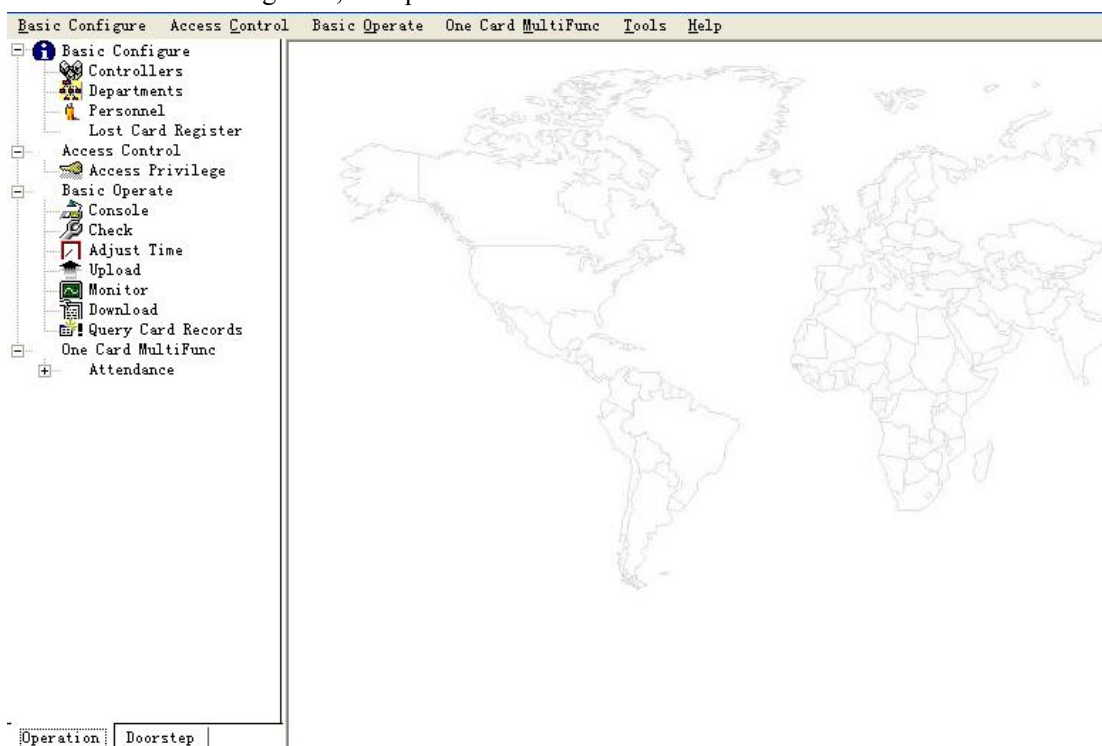 Basic Configure Access Control Basic Operate One Card MultiFunc Tools Help
Basic Configure
Controllers
Departments
Personnel
Lost Card Register
Access Control
Access Privilege
Basic Operate
Console
Check
Adjust Time
Upload
Monitor
Download
Query Card Records
One Card MultiFunc
Attendance
Operation Doorstep